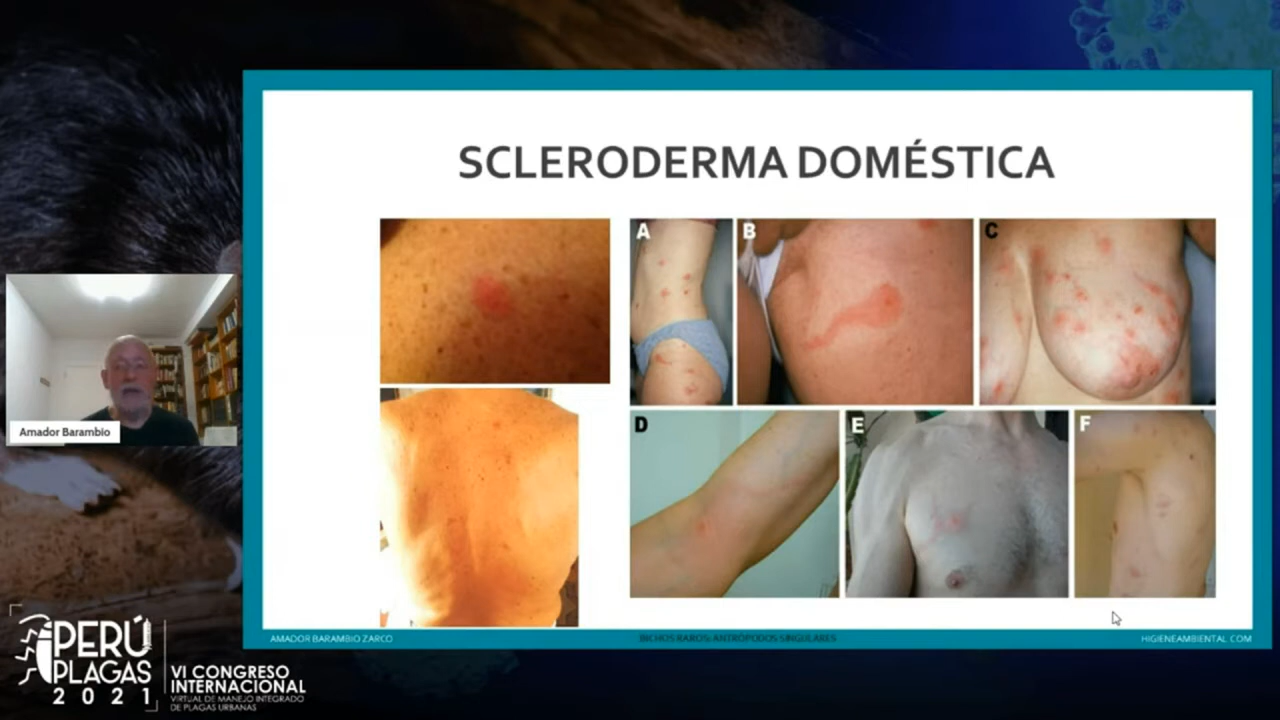 SCLERODERMA DOMÉSTICA
A
B
C
D
E
F
Amador Barambio
AMADOR BARAMBIO ZARCO
BICHOS RAROS: ANTRÓPODOS SINGULARES
HIGIENEAMBIENTAL.COM
PERÚ
PLAGAS
2021
VI CONGRESO
INTERNACIONAL
VIRTUAL DE MANEJO INTEGRADO
DE PLAGAS URBANAS